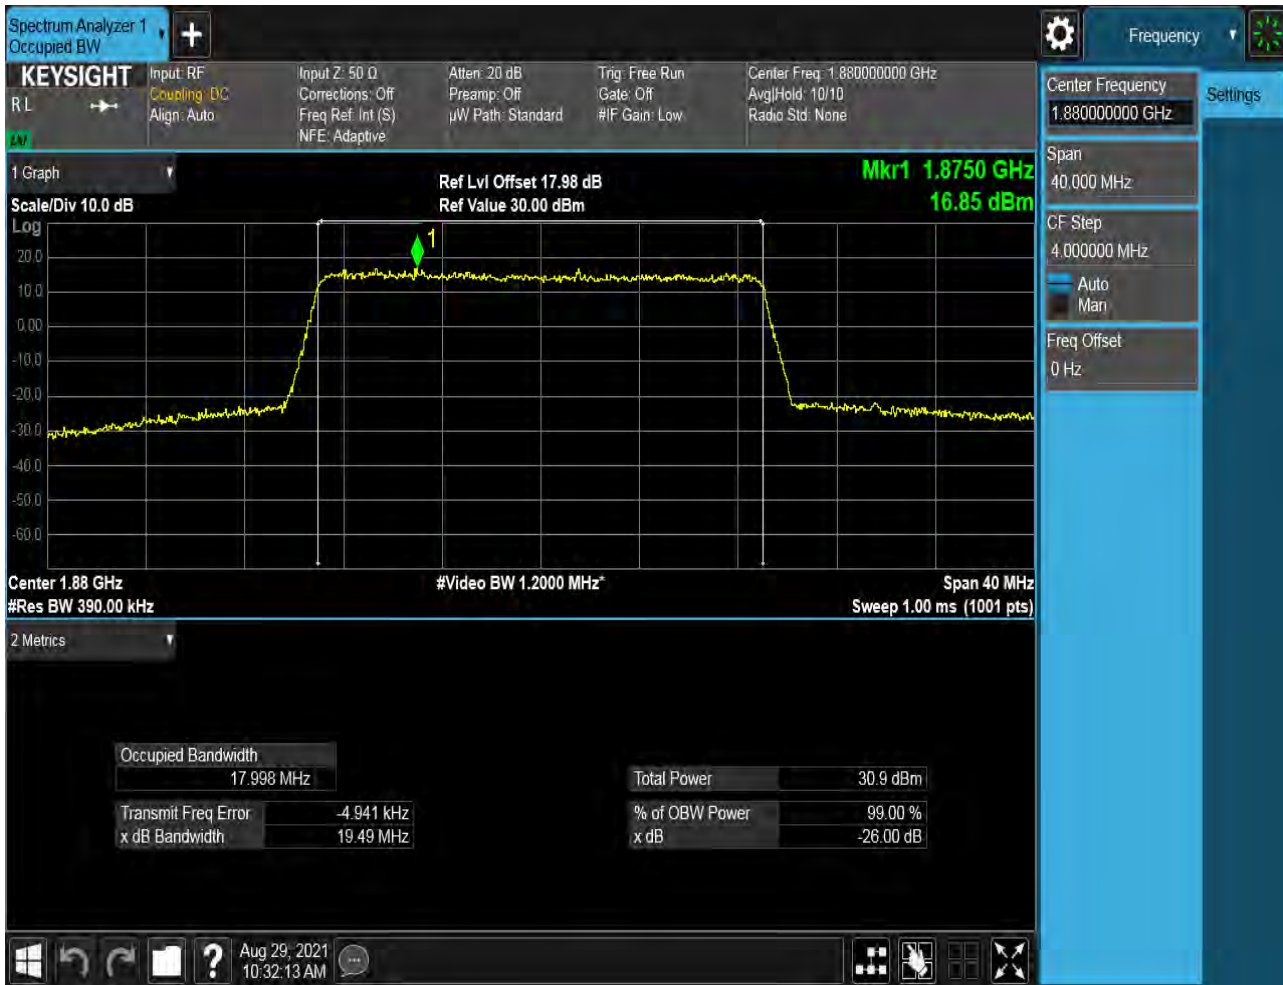 Spectrum Analyzer 1
Occupied BW
Frequency
KEYSIGHT
RL
Input: RF
Coupling: DC
Align: Auto
Input Z: 50 Ω
Corrections: Off
Freq Ref: Int (S)
NFE: Adaptive
Atten: 20 dB
Preamp: Off
µW Path: Standard
Trig: Free Run
Gate: Off
#IF Gain: Low
Center Freq: 1.880000000 GHz
Avg|Hold: 10/10
Radio Std: None
Center Frequency
1.880000000 GHz
Settings
Span
40.000 MHz
CF Step
4.000000 MHz
Auto
Man
Freq Offset
0 Hz
1 Graph
Scale/Div 10.0 dB
Ref Lvl Offset 17.98 dB
Ref Value 30.00 dBm
Mkr1 1.8750 GHz
16.85 dBm
Log
1
20.0
10.0
0.00
-10.0
-20.0
-30.0
-40.0
-50.0
-60.0
Center 1.88 GHz
#Video BW 1.2000 MHz*
Span 40 MHz
#Res BW 390.00 kHz
Sweep 1.00 ms (1001 pts)
2 Metrics
Occupied Bandwidth
17.998 MHz
Transmit Freq Error -4.941 kHz
x dB Bandwidth 19.49 MHz
Total Power 30.9 dBm
% of OBW Power 99.00 %
x dB -26.00 dB
?
Aug 29, 2021
10:32:13 AM